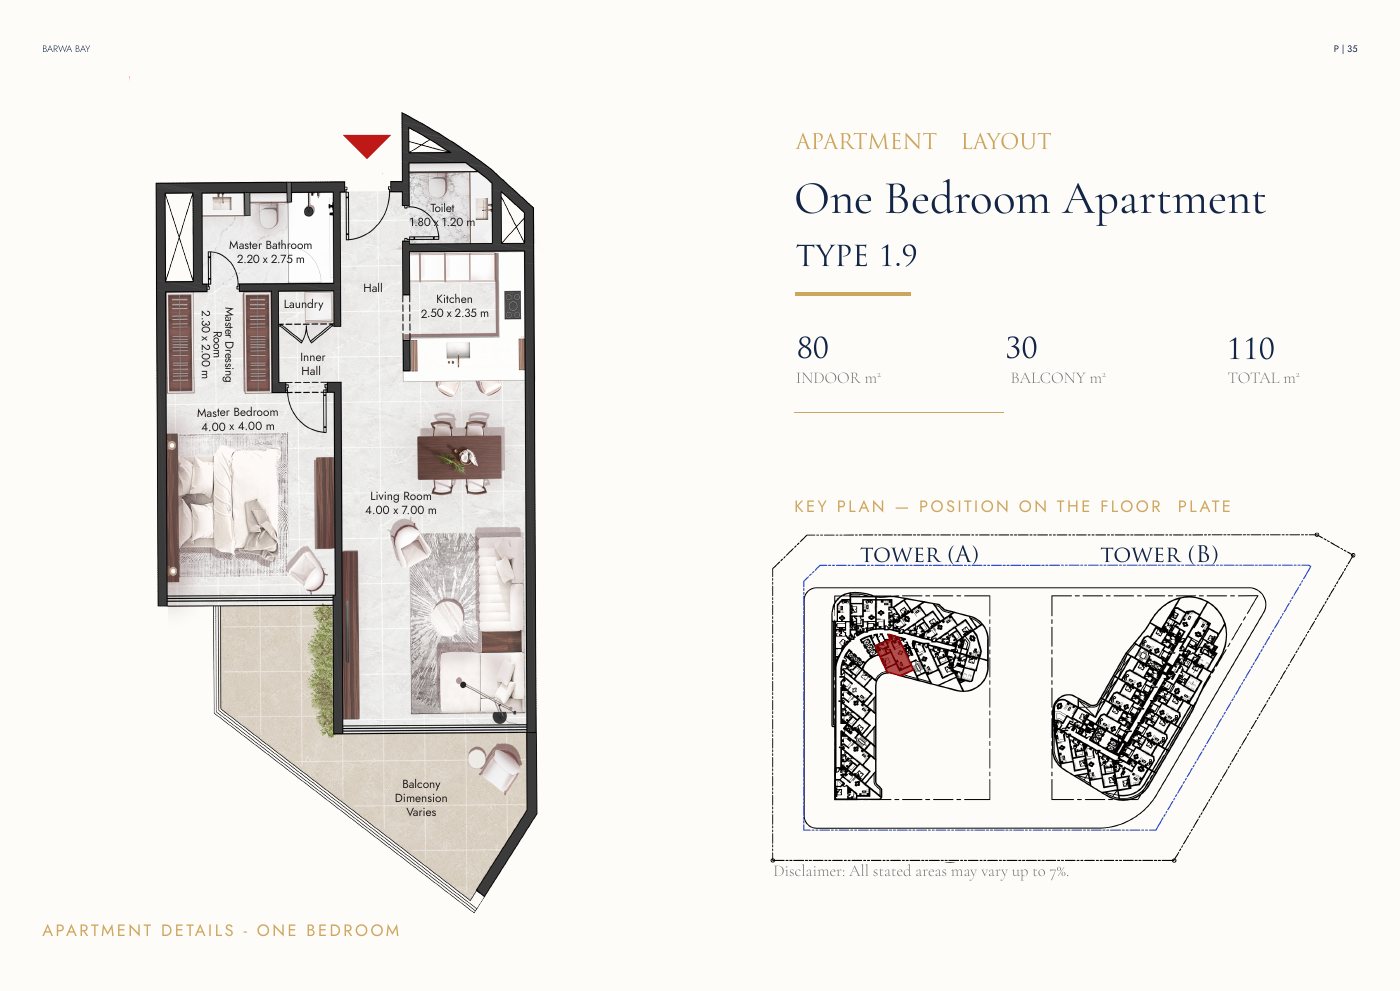 BARWA BAY
P | 35
APARTMENT LAYOUT
One Bedroom Apartment
TYPE 1.9
80
INDOOR m²
30
BALCONY m²
110
TOTAL m²
Toilet
1.80 x 1.20 m
Master Bathroom
2.20 x 2.75 m
Hall
Kitchen
2.50 x 2.35 m
Laundry
Master Dressing
Room
2.30 x 2.00 m
Inner
Hall
Master Bedroom
4.00 x 4.00 m
Living Room
4.00 x 7.00 m
Balcony
Dimension
Varies
KEY PLAN — POSITION ON THE FLOOR PLATE
TOWER (A)
TOWER (B)
Disclaimer: All stated areas may vary up to 7%.
APARTMENT DETAILS - ONE BEDROOM